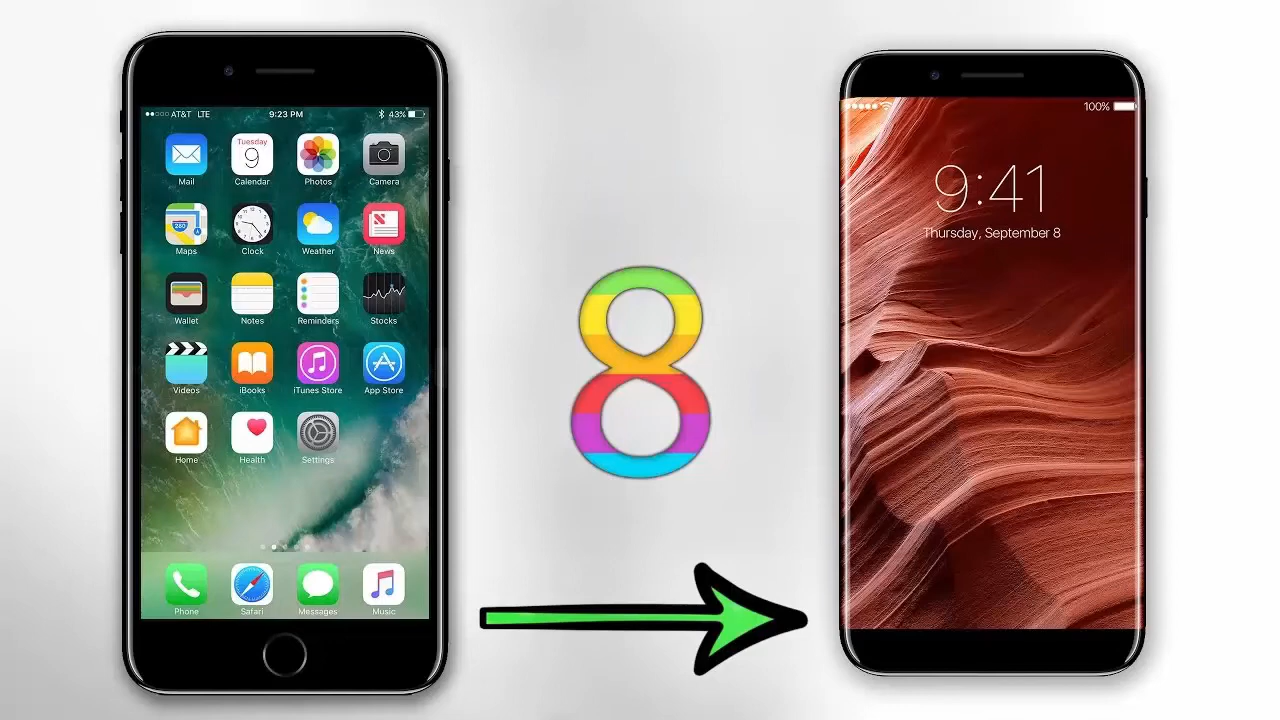 AT&T LTE 9:23 PM 43%
Tuesday
9
Mail Calendar Photos Camera
280
Maps Clock Weather News
Wallet Notes Reminders Stocks
Videos iBooks iTunes Store App Store
Home Health Settings
Phone Safari Messages Music
8
100%
9:41
Thursday, September 8